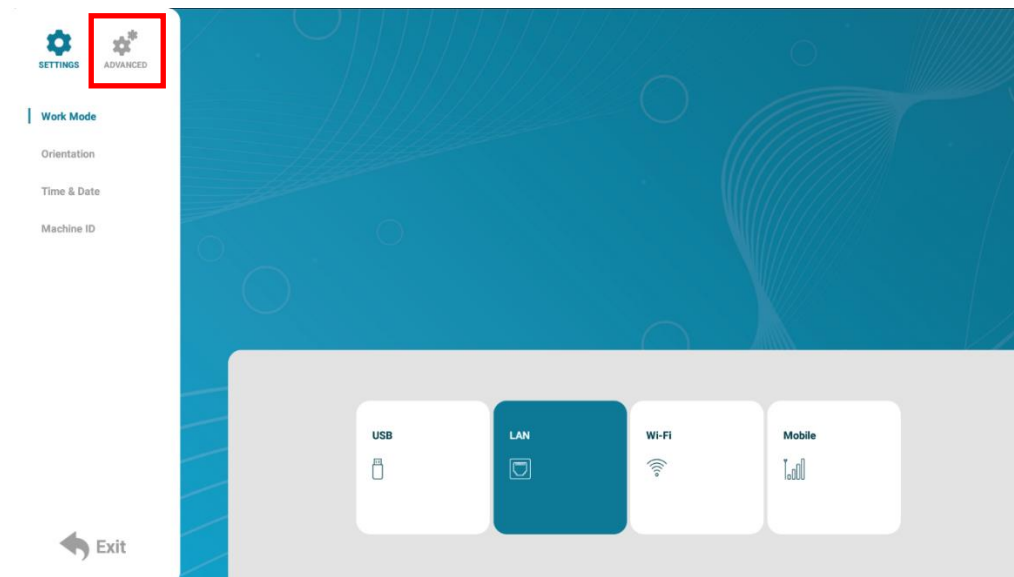 SETTINGS
ADVANCED
Work Mode
Orientation
Time & Date
Machine ID
USB
LAN
Wi-Fi
Mobile
Exit